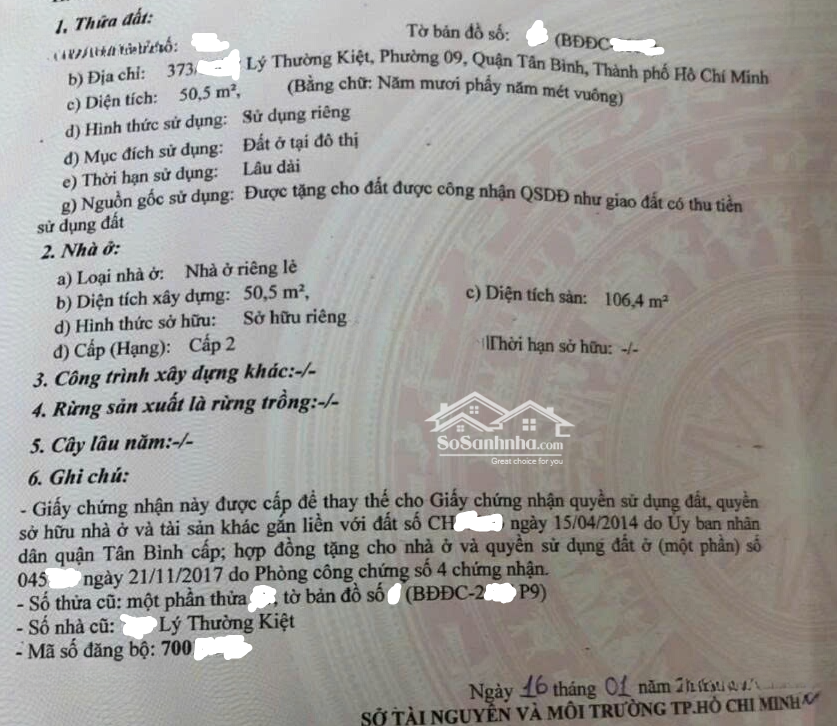 1. Thửa đất:
số: Tờ bản đồ số: (BĐĐC-
b) Địa chỉ: 373/ Lý Thường Kiệt, Phường 09, Quận Tân Bình, Thành phố Hồ Chí Minh
c) Diện tích: 50,5 m², (Bằng chữ: Năm mươi phẩy năm mét vuông)
d) Hình thức sử dụng: Sử dụng riêng
đ) Mục đích sử dụng: Đất ở tại đô thị
e) Thời hạn sử dụng: Lâu dài
g) Nguồn gốc sử dụng: Được tặng cho đất được công nhận QSDĐ như giao đất có thu tiền
sử dụng đất
2. Nhà ở:
a) Loại nhà ở: Nhà ở riêng lẻ
b) Diện tích xây dựng: 50,5 m², c) Diện tích sàn: 106,4 m²
d) Hình thức sở hữu: Sở hữu riêng
đ) Cấp (Hạng): Cấp 2 Thời hạn sở hữu: -/-
3. Công trình xây dựng khác:-/-
4. Rừng sản xuất là rừng trồng:-/-
SoSanhnha.com
5. Cây lâu năm:-/-
Great choice for you
6. Ghi chú:
- Giấy chứng nhận này được cấp để thay thế cho Giấy chứng nhận quyền sử dụng đất, quyền
sở hữu nhà ở và tài sản khác gắn liền với đất số CH ngày 15/04/2014 do Ủy ban nhân
dân quận Tân Bình cấp; hợp đồng tặng cho nhà ở và quyền sử dụng đất ở (một phần) số
045 ngày 21/11/2017 do Phòng công chứng số 4 chứng nhận.
- Số thửa cũ: một phần thửa , tờ bản đồ số (BĐĐC-2 P9)
- Số nhà cũ: Lý Thường Kiệt
- Mã số đăng bộ: 700
Ngày 16 tháng 01 năm
SỞ TÀI NGUYÊN VÀ MÔI TRƯỜNG TP.HỒ CHÍ MINH